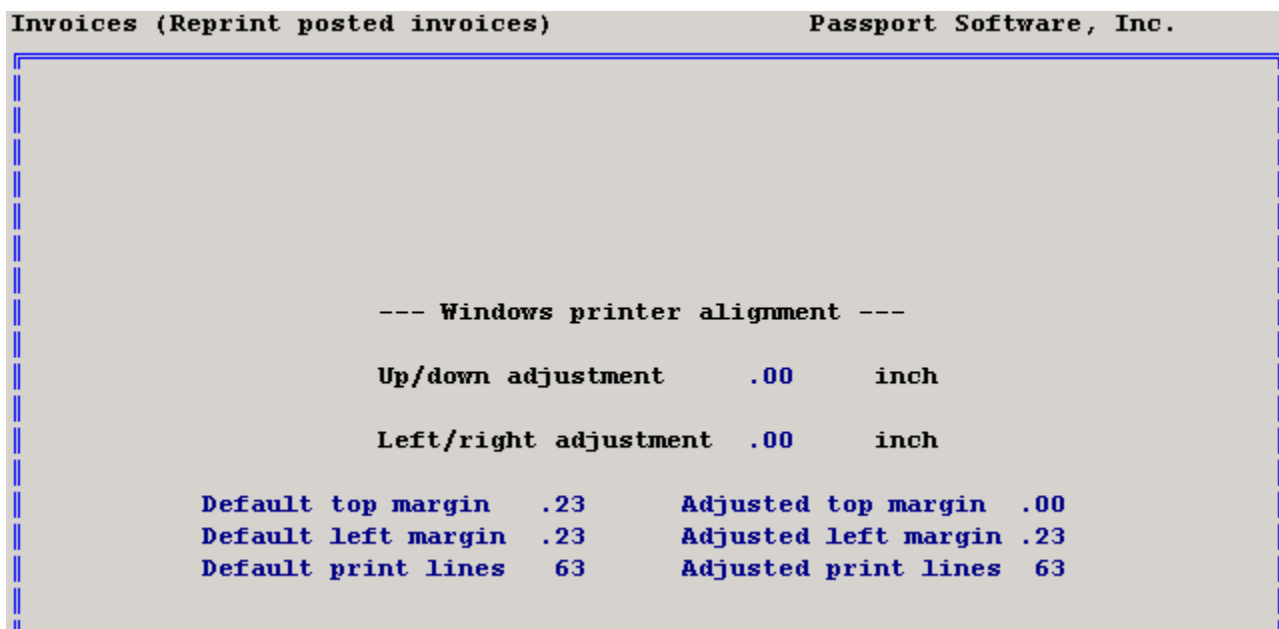 Invoices (Reprint posted invoices) Passport Software, Inc.
--- Windows printer alignment ---
Up/down adjustment .00 inch
Left/right adjustment .00 inch
Default top margin .23 Adjusted top margin .00
Default left margin .23 Adjusted left margin .23
Default print lines 63 Adjusted print lines 63